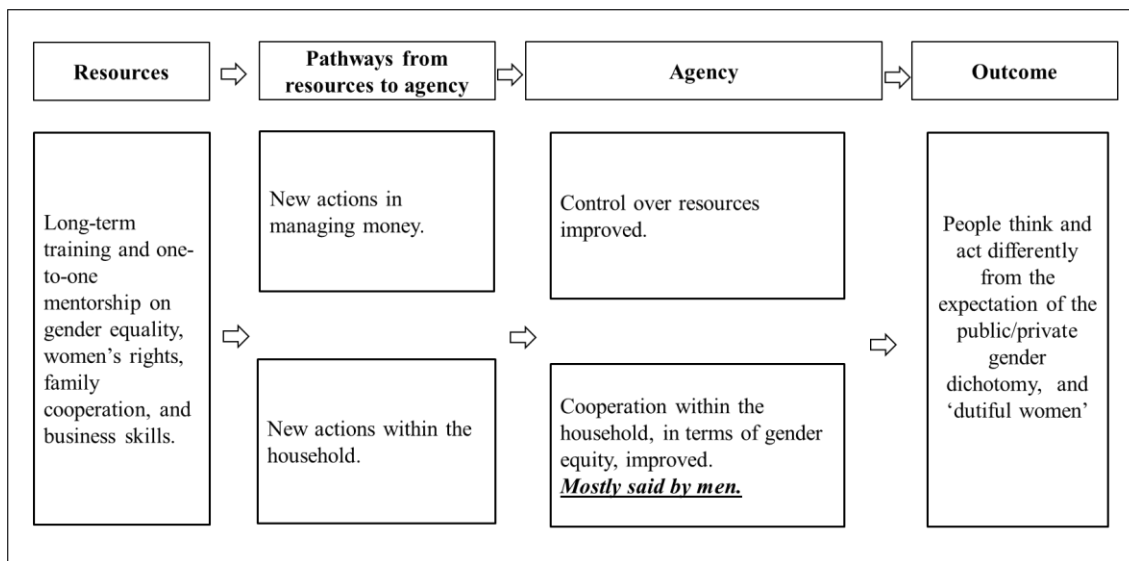 Resources
Pathways from
resources to agency
Agency
Outcome
Long-term
training and one-
to-one
mentorship on
gender equality,
women’s rights,
family
cooperation, and
business skills.
New actions in
managing money.
New actions within the
household.
Control over resources
improved.
Cooperation within the
household, in terms of gender
equity, improved.
Mostly said by men.
People think and
act differently
from the
expectation of the
public/private
gender
dichotomy, and
‘dutiful women’